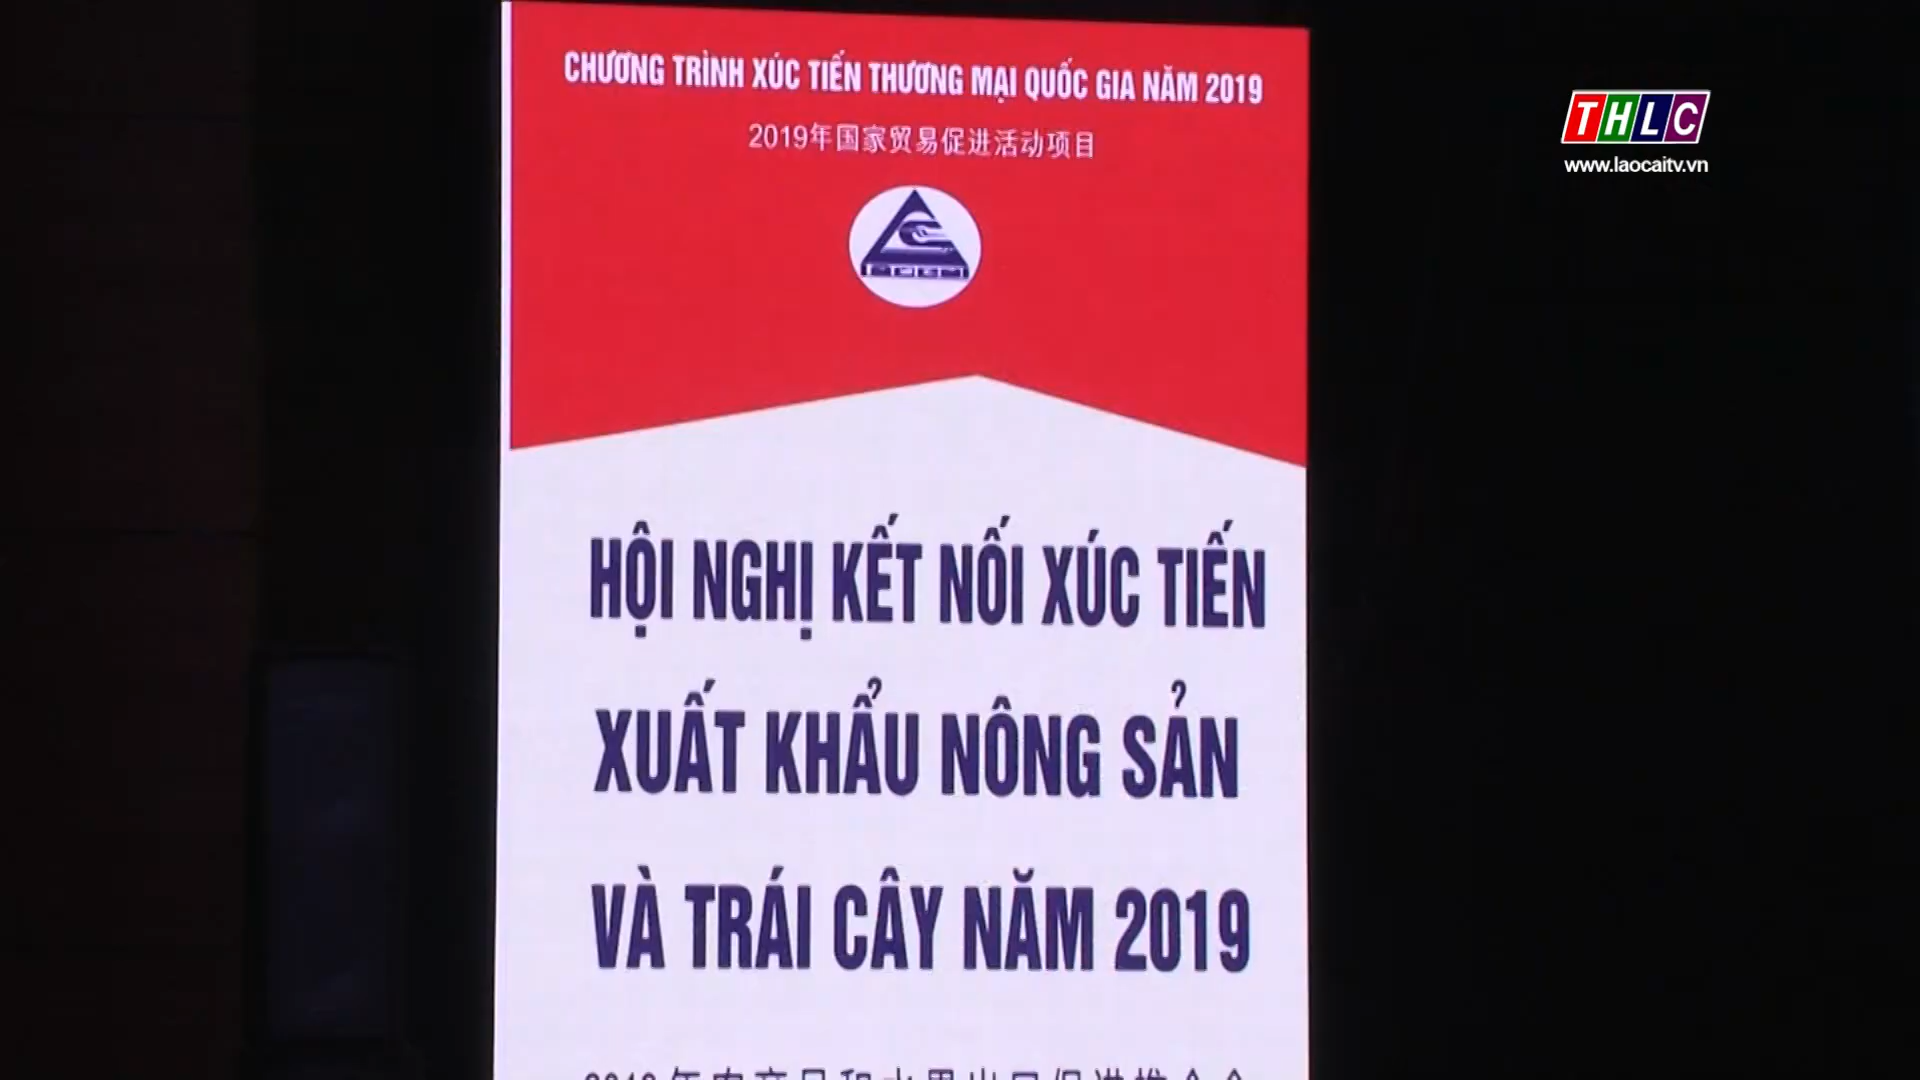 CHƯƠNG TRÌNH XÚC TIẾN THƯƠNG MẠI QUỐC GIA NĂM 2019
2019年国家贸易促进活动项目
THLC
www.laocaitv.vn
HỘI NGHỊ KẾT NỐI XÚC TIẾN
XUẤT KHẨU NÔNG SẢN
VÀ TRÁI CÂY NĂM 2019